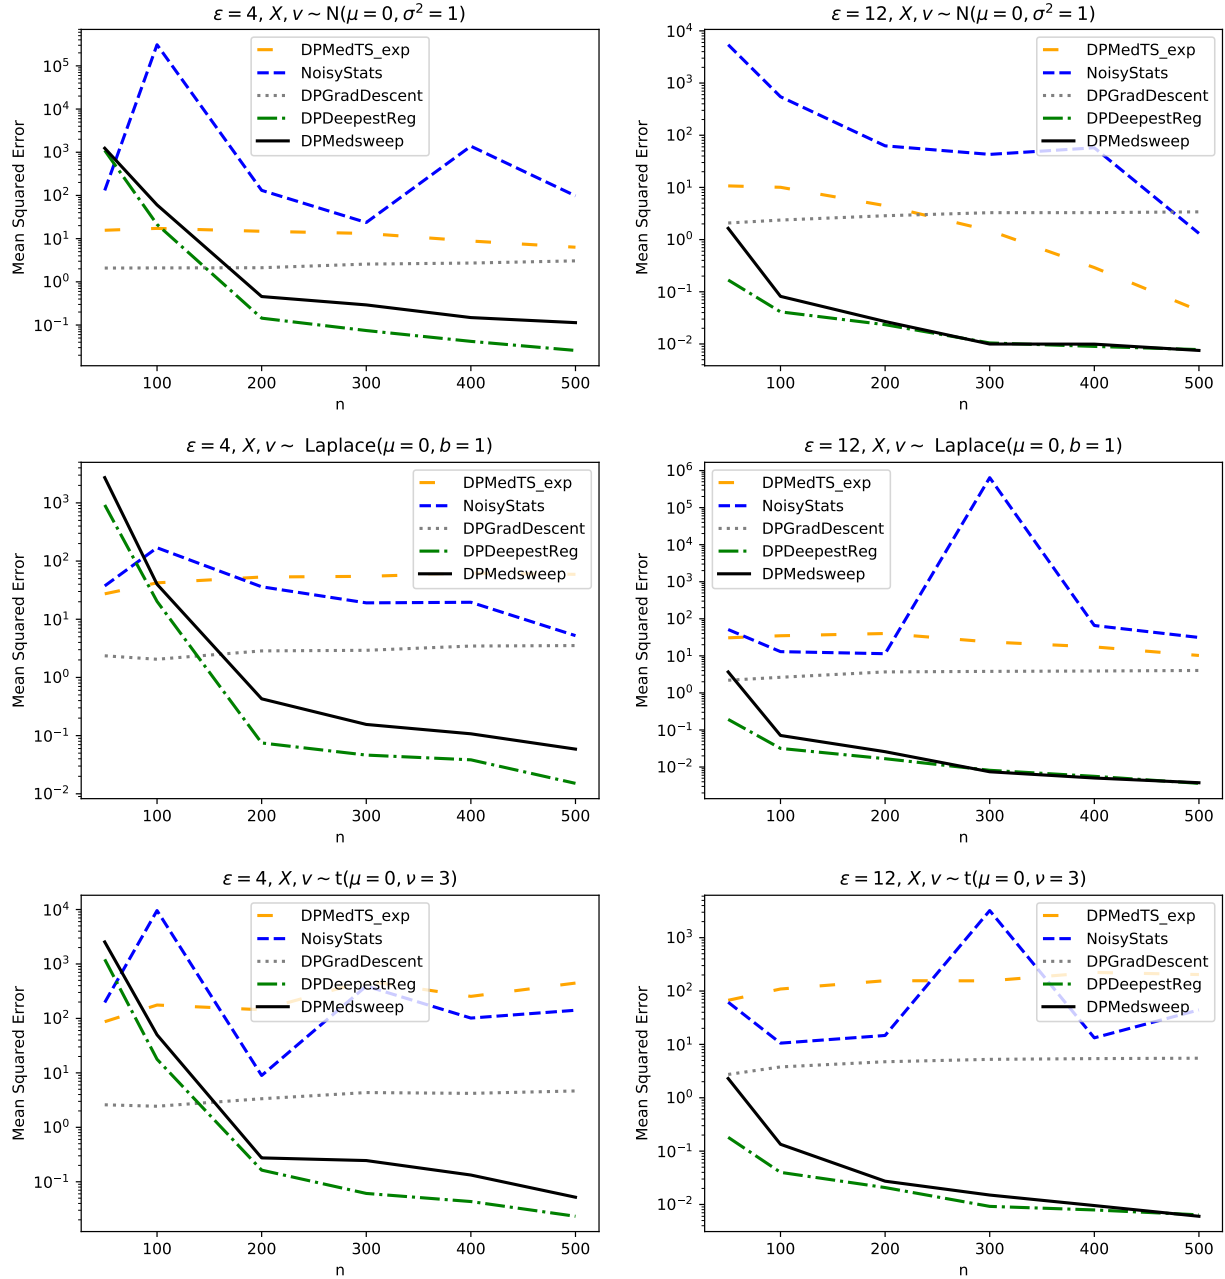 ε = 4, X, v ~ N(μ = 0, σ² = 1)
Mean Squared Error
10⁵
10⁴
10³
10²
10¹
10⁰
10⁻¹
DPMedTS_exp
NoisyStats
DPGradDescent
DPDeepestReg
DPMedsweep
100 200 300 400 500
n
ε = 12, X, v ~ N(μ = 0, σ² = 1)
Mean Squared Error
10⁴
10³
10²
10¹
10⁰
10⁻¹
10⁻²
DPMedTS_exp
NoisyStats
DPGradDescent
DPDeepestReg
DPMedsweep
100 200 300 400 500
n
ε = 4, X, v ~ Laplace(μ = 0, b = 1)
Mean Squared Error
10³
10²
10¹
10⁰
10⁻¹
10⁻²
DPMedTS_exp
NoisyStats
DPGradDescent
DPDeepestReg
DPMedsweep
100 200 300 400 500
n
ε = 12, X, v ~ Laplace(μ = 0, b = 1)
Mean Squared Error
10⁶
10⁵
10⁴
10³
10²
10¹
10⁰
10⁻¹
10⁻²
DPMedTS_exp
NoisyStats
DPGradDescent
DPDeepestReg
DPMedsweep
100 200 300 400 500
n
ε = 4, X, v ~ t(μ = 0, ν = 3)
Mean Squared Error
10⁴
10³
10²
10¹
10⁰
10⁻¹
DPMedTS_exp
NoisyStats
DPGradDescent
DPDeepestReg
DPMedsweep
100 200 300 400 500
n
ε = 12, X, v ~ t(μ = 0, ν = 3)
Mean Squared Error
10³
10²
10¹
10⁰
10⁻¹
10⁻²
DPMedTS_exp
NoisyStats
DPGradDescent
DPDeepestReg
DPMedsweep
100 200 300 400 500
n